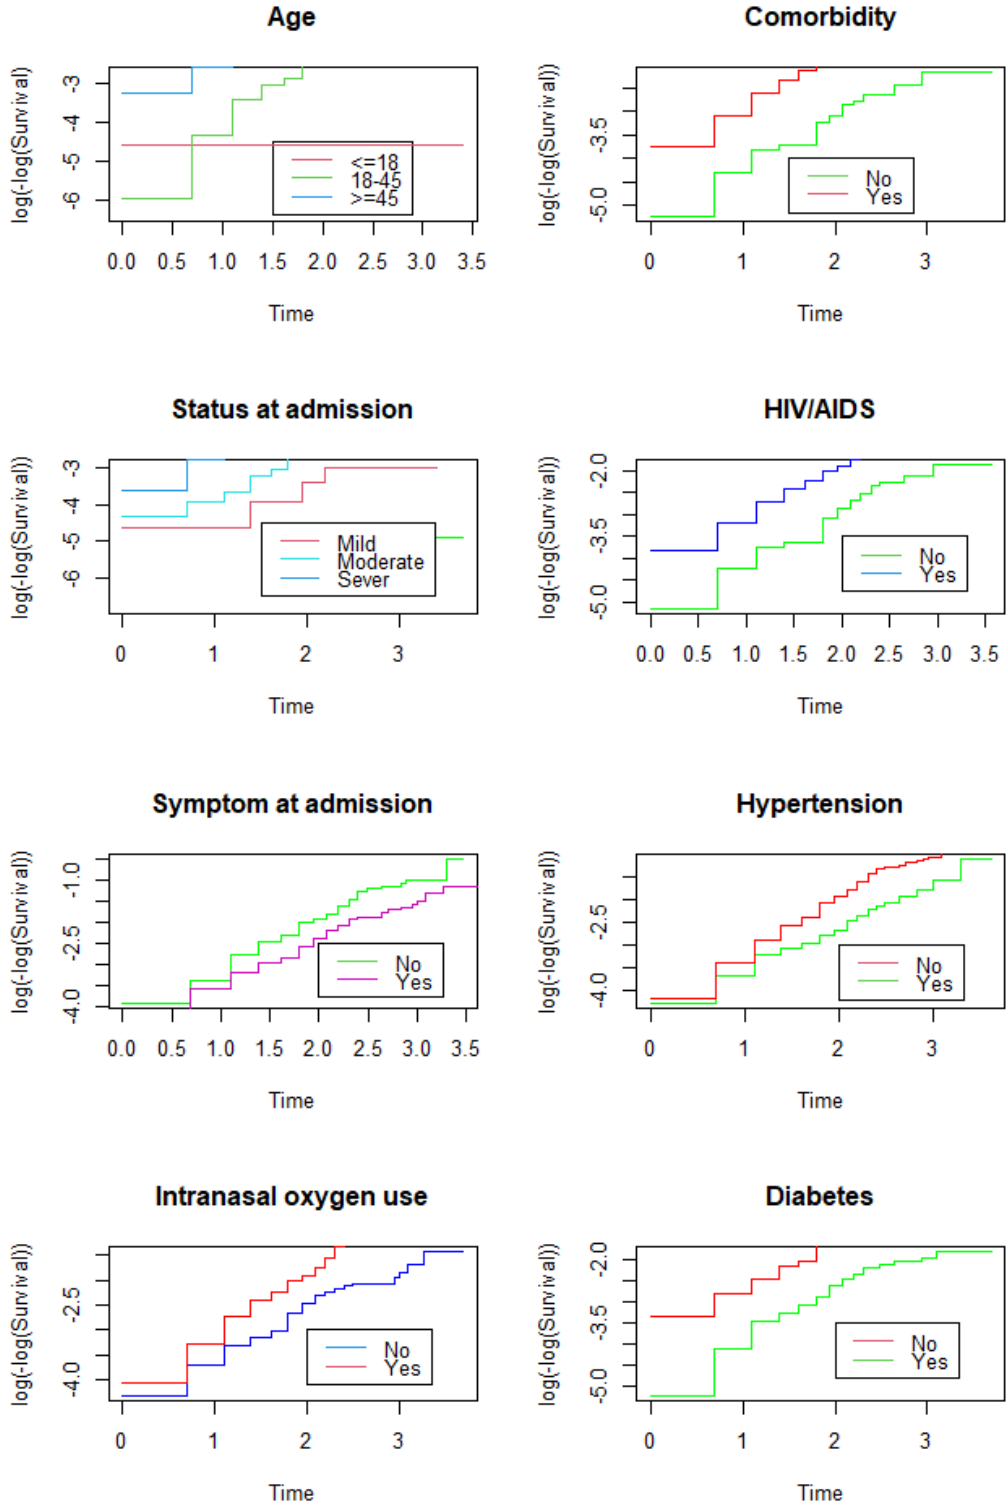 Age
log(-log(Survival)
-3
-4
-5
-6
<=18
18-45
>=45
0.0 0.5 1.0 1.5 2.0 2.5 3.0 3.5
Time
Comorbidity
log(-log(Survival))
-3.5
-5.0
No
Yes
0 1 2 3
Time
Status at admission
log(-log(Survival))
-3
-4
-5
-6
Mild
Moderate
Sever
0 1 2 3
Time
HIV/AIDS
log(-log(Survival))
-2.0
-3.5
-5.0
No
Yes
0.0 0.5 1.0 1.5 2.0 2.5 3.0 3.5
Time
Symptom at admission
log(-log(Survival))
-1.0
-2.5
-4.0
No
Yes
0.0 0.5 1.0 1.5 2.0 2.5 3.0 3.5
Time
Hypertension
log(-log(Survival))
-2.5
-4.0
No
Yes
0 1 2 3
Time
Intranasal oxygen use
log(-log(Survival))
-2.5
-4.0
No
Yes
0 1 2 3
Time
Diabetes
log(-log(Survival))
-2.0
-3.5
-5.0
No
Yes
0 1 2 3
Time